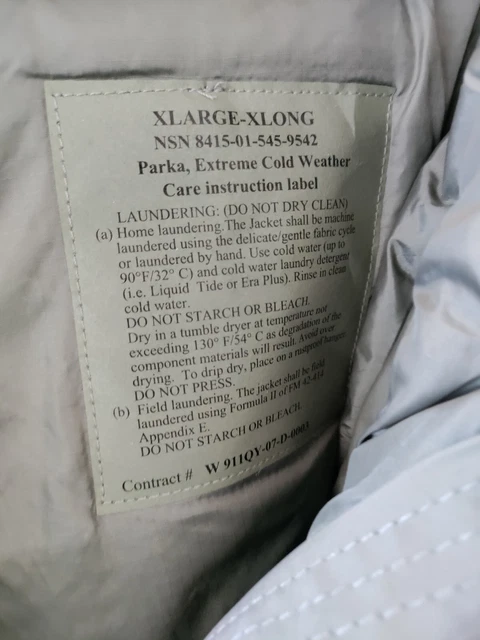 XLARGE-XLONG
NSN 8415-01-545-9542
Parka, Extreme Cold Weather
Care instruction label
LAUNDERING: (DO NOT DRY CLEAN)
(a) Home laundering.The Jacket shall be machine
laundered using the delicate/gentle fabric cycle
or laundered by hand. Use cold water (up to
90°F/32° C) and cold water laundry detergent
(i.e. Liquid Tide or Era Plus). Rinse in clean
cold water.
DO NOT STARCH OR BLEACH.
Dry in a tumble dryer at temperature not
exceeding 130° F/54° C as degradation of the
component materials will result. Avoid over
drying. To drip dry, place on a rustproof hanger.
DO NOT PRESS.
(b) Field laundering. The jacket shall be field
laundered using Formula II of FM 42-414
Appendix E.
DO NOT STARCH OR BLEACH.
Contract # W911QY-07-D-0003